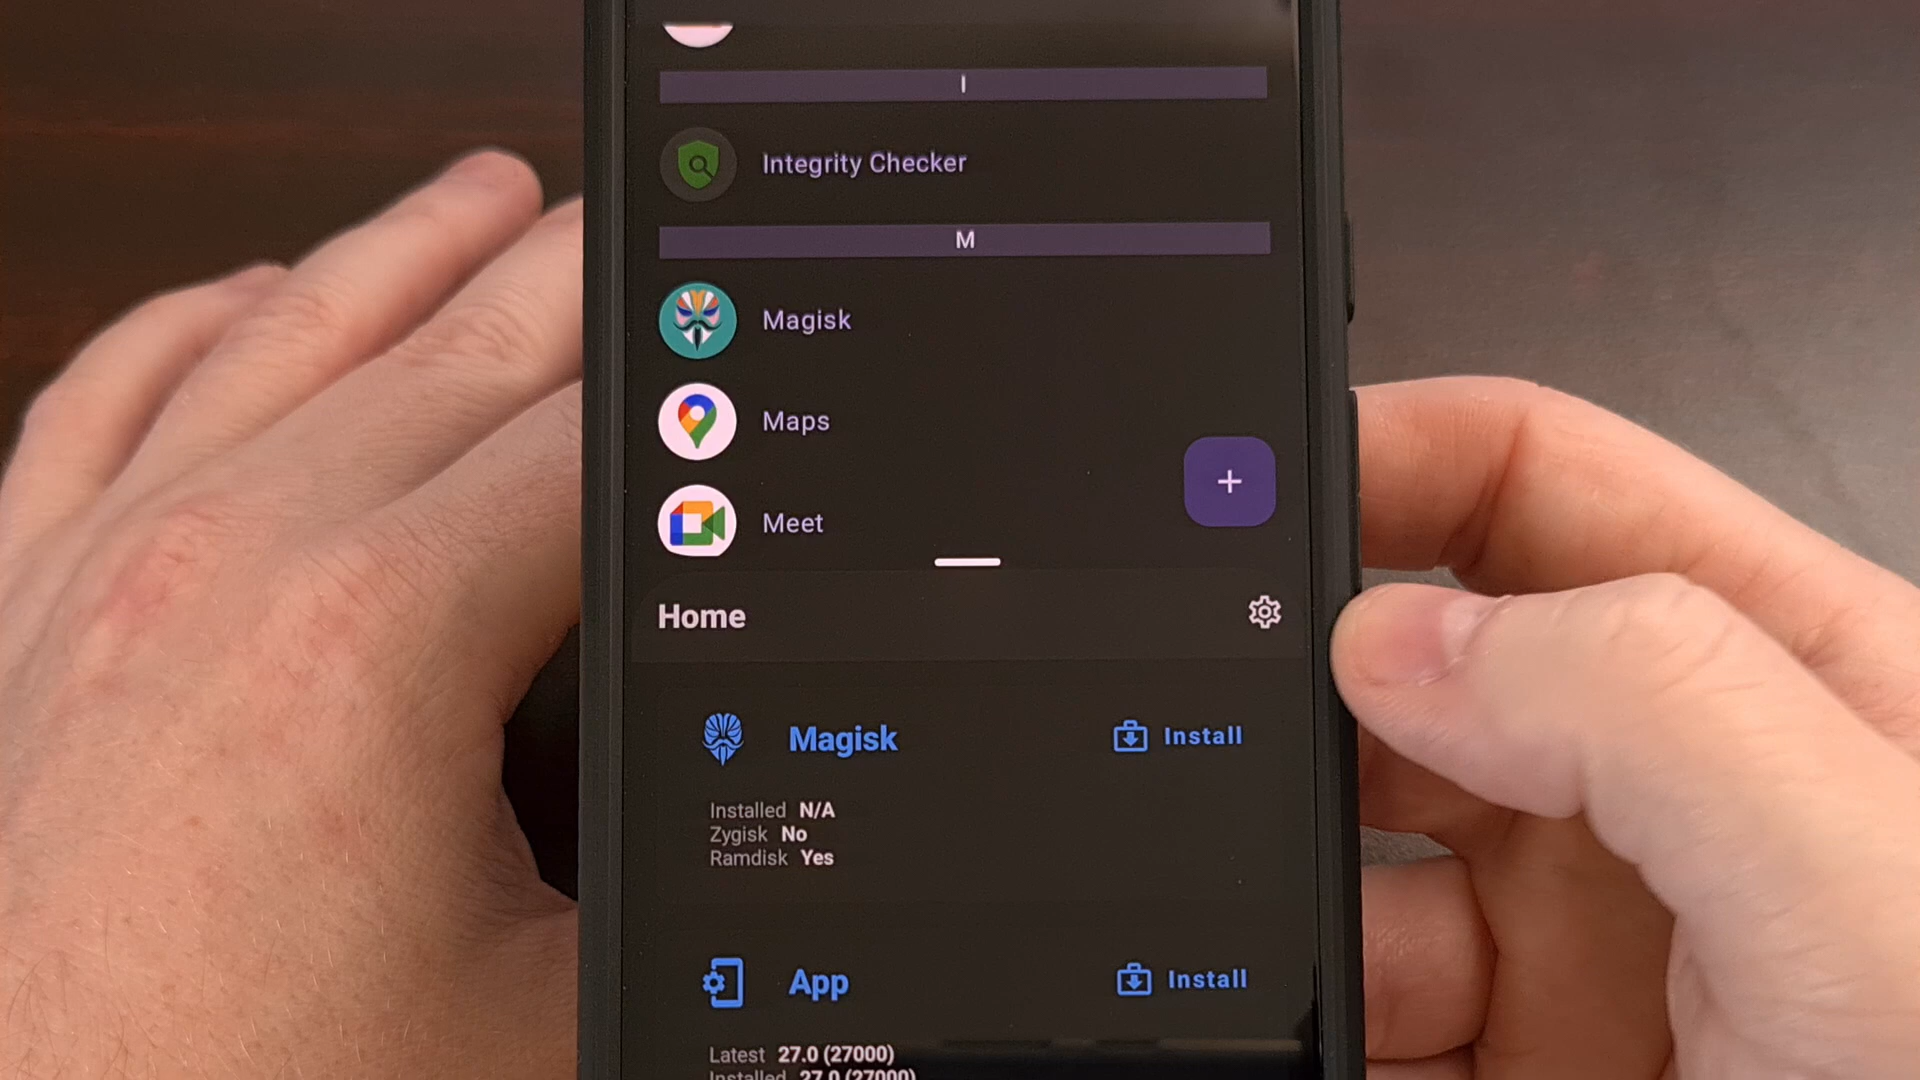 I
Integrity Checker
M
Magisk
Maps
Meet
+
Home
Magisk
Install
Installed N/A
Zygisk No
Ramdisk Yes
App
Install
Latest 27.0 (27000)
Installed 27.0 (27000)